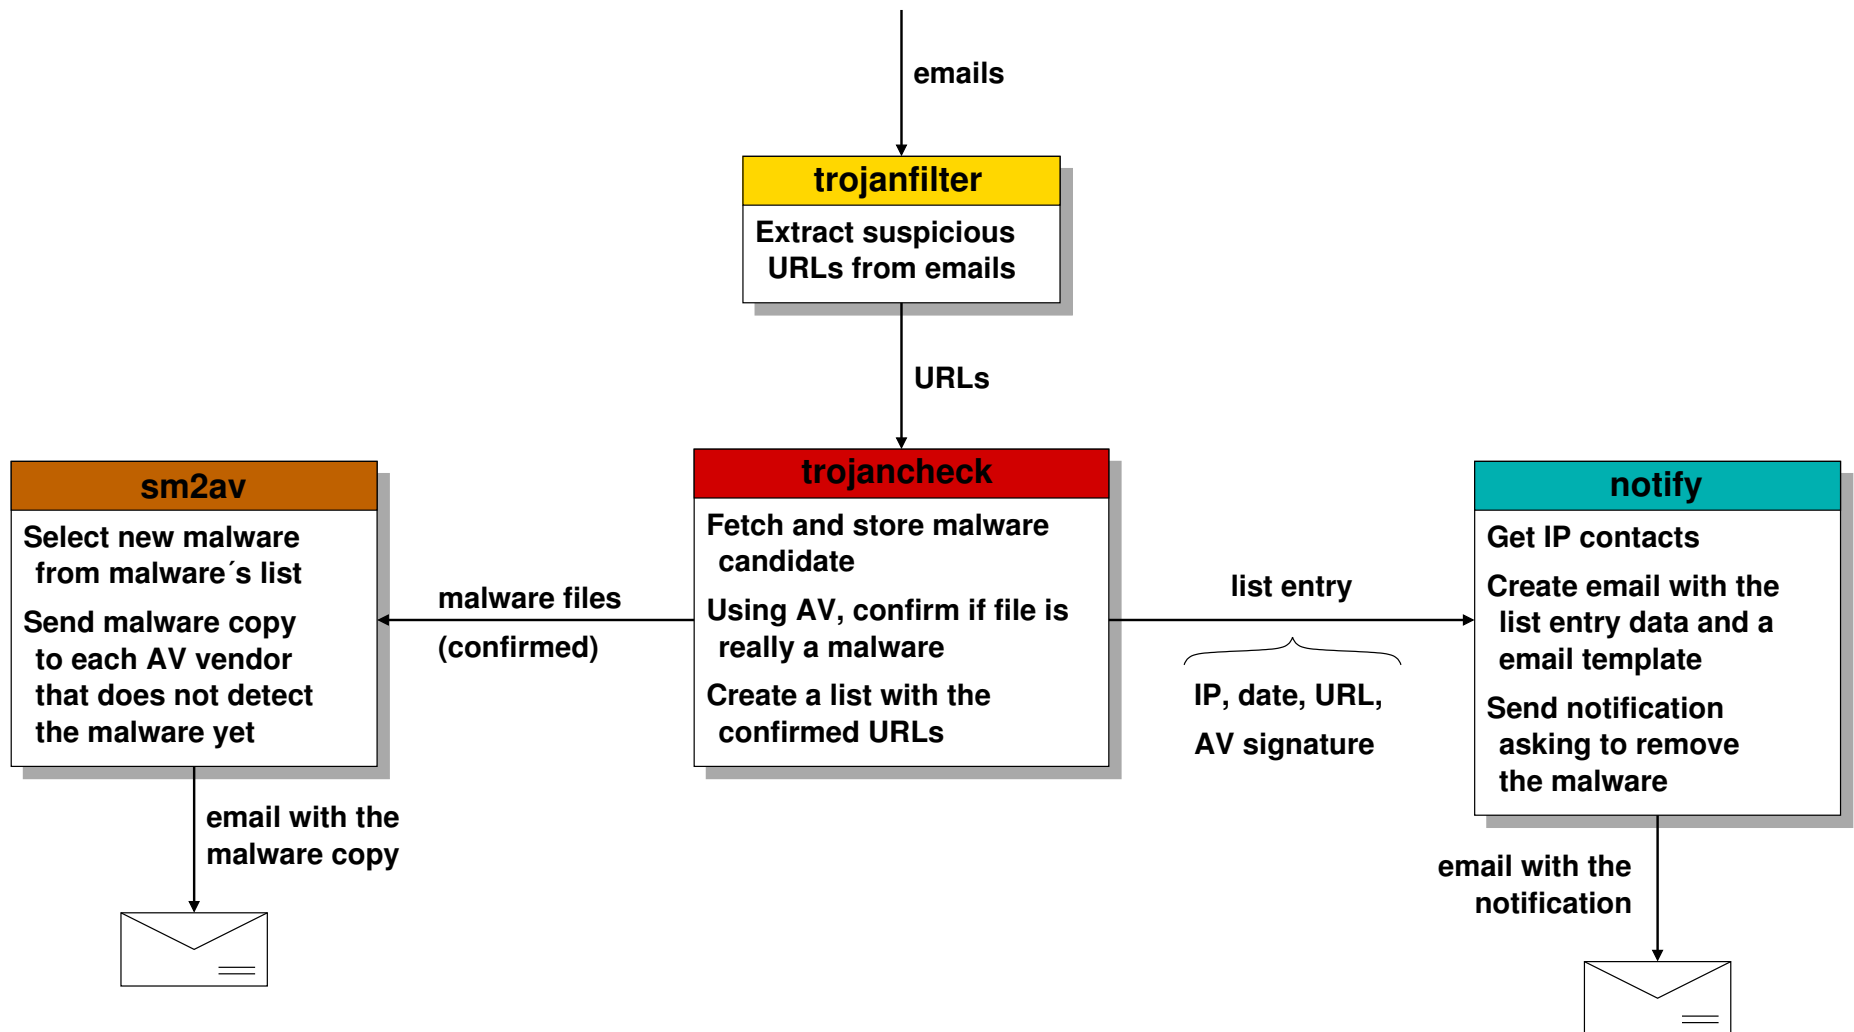 emails
trojanfilter
Extract suspicious
URLs from emails
URLs
sm2av
Select new malware
from malware´s list
Send malware copy
to each AV vendor
that does not detect
the malware yet
malware files
(confirmed)
trojancheck
Fetch and store malware
candidate
Using AV, confirm if file is
really a malware
Create a list with the
confirmed URLs
list entry
IP, date, URL,
AV signature
notify
Get IP contacts
Create email with the
list entry data and a
email template
Send notification
asking to remove
the malware
email with the
malware copy
email with the
notification